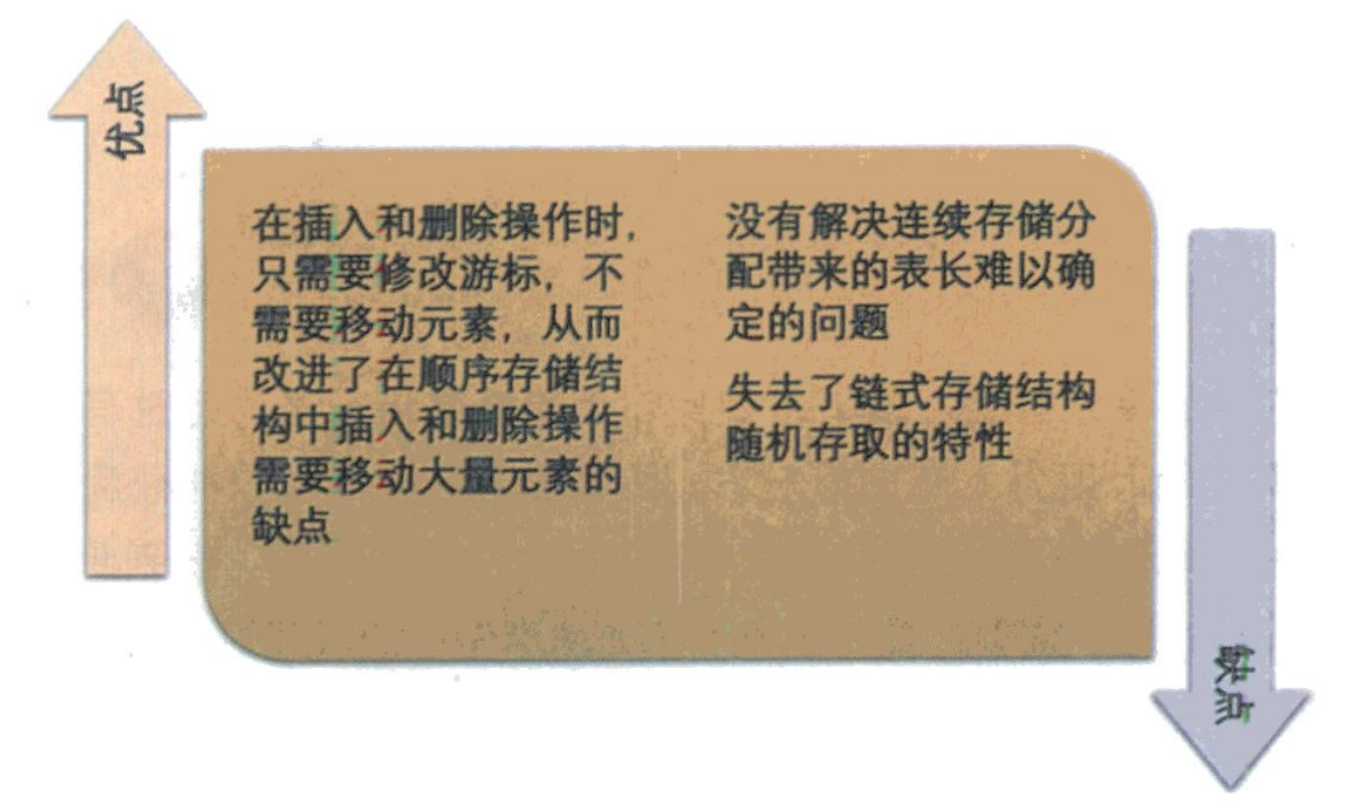 优点
在插入和删除操作时，
只需要修改游标，不
需要移动元素，从而
改进了在顺序存储结
构中插入和删除操作
需要移动大量元素的
缺点
没有解决连续存储分
配带来的表长难以确
定的问题
失去了链式存储结构
随机存取的特性
缺点